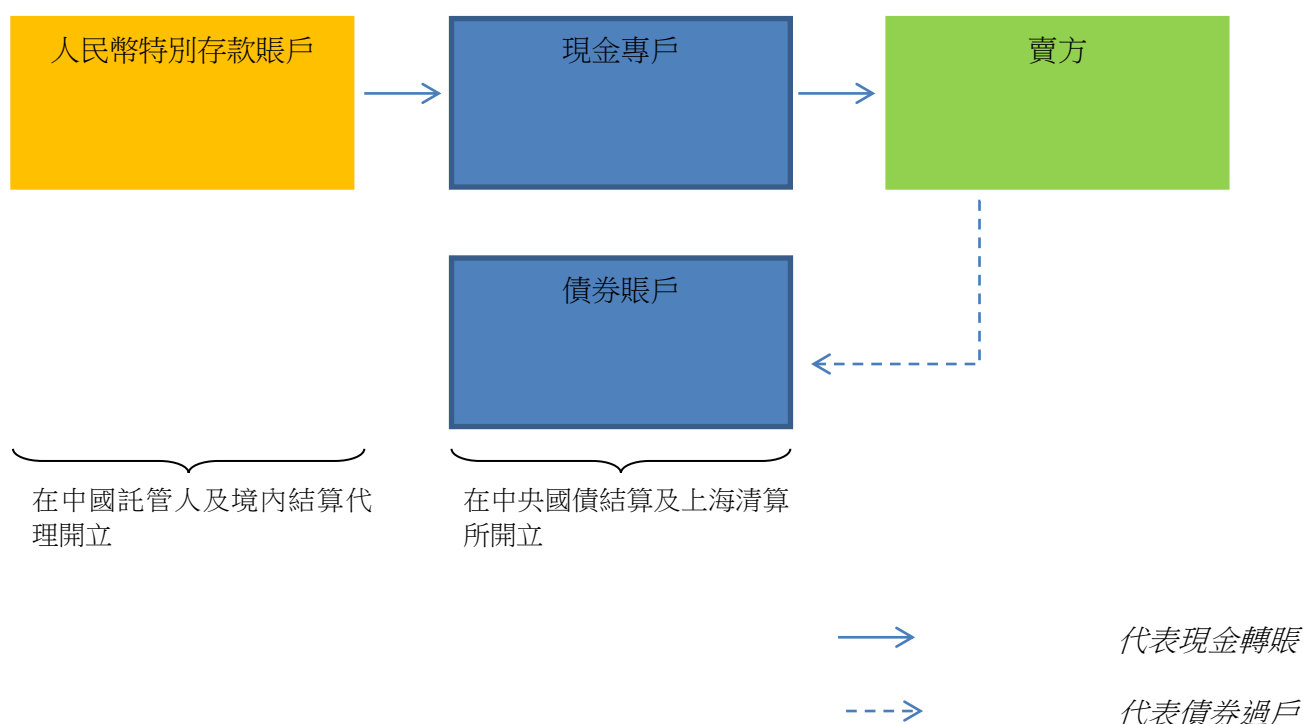 人民幣特別存款賬戶
現金專戶
賣方
債券賬戶
在中國託管人及境內結算代
理開立
在中央國債結算及上海清算
所開立
代表現金轉賬
代表債券過戶